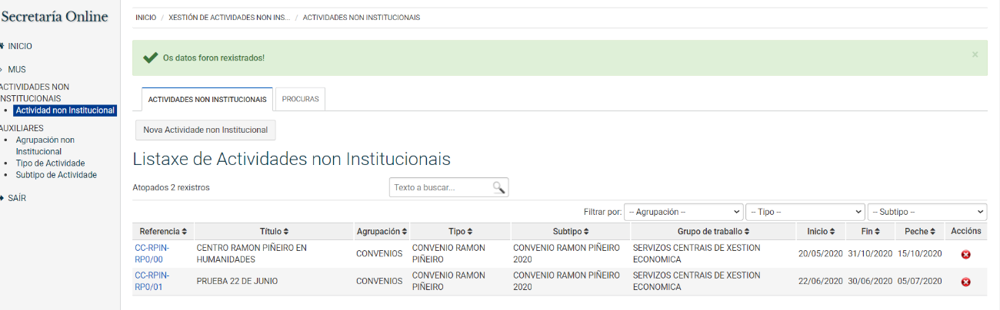 Secretaría Online
INICIO
MUS
ACTIVIDADES NON
INSTITUCIONAIS
Actividad non Institucional
AUXILIARES
Agrupación non
Institucional
Tipo de Actividade
Subtipo de Actividade
SAÍR
INICIO / XESTIÓN DE ACTIVIDADES NON INS... / ACTIVIDADES NON INSTITUCIONAIS
Os datos foron rexistrados! ×
ACTIVIDADES NON INSTITUCIONAIS PROCURAS
Nova Actividade non Institucional
Listaxe de Actividades non Institucionais
Atopados 2 rexistros Texto a buscar...
Filtrar por: -- Agrupación -- -- Tipo -- -- Subtipo --
Referencia Título Agrupación Tipo Subtipo Grupo de traballo Inicio Fin Peche Accións
CC-RPIN- CENTRO RAMON PIÑEIRO EN CONVENIOS CONVENIO RAMON CONVENIO RAMON PIÑEIRO SERVIZOS CENTRAIS DE XESTION 20/05/2020 31/10/2020 15/10/2020
RP0/00 HUMANIDADES PIÑEIRO 2020 ECONOMICA
CC-RPIN- PRUEBA 22 DE JUNIO CONVENIOS CONVENIO RAMON CONVENIO RAMON PIÑEIRO SERVIZOS CENTRAIS DE XESTION 22/06/2020 30/06/2020 05/07/2020
RP0/01 PIÑEIRO 2020 ECONOMICA